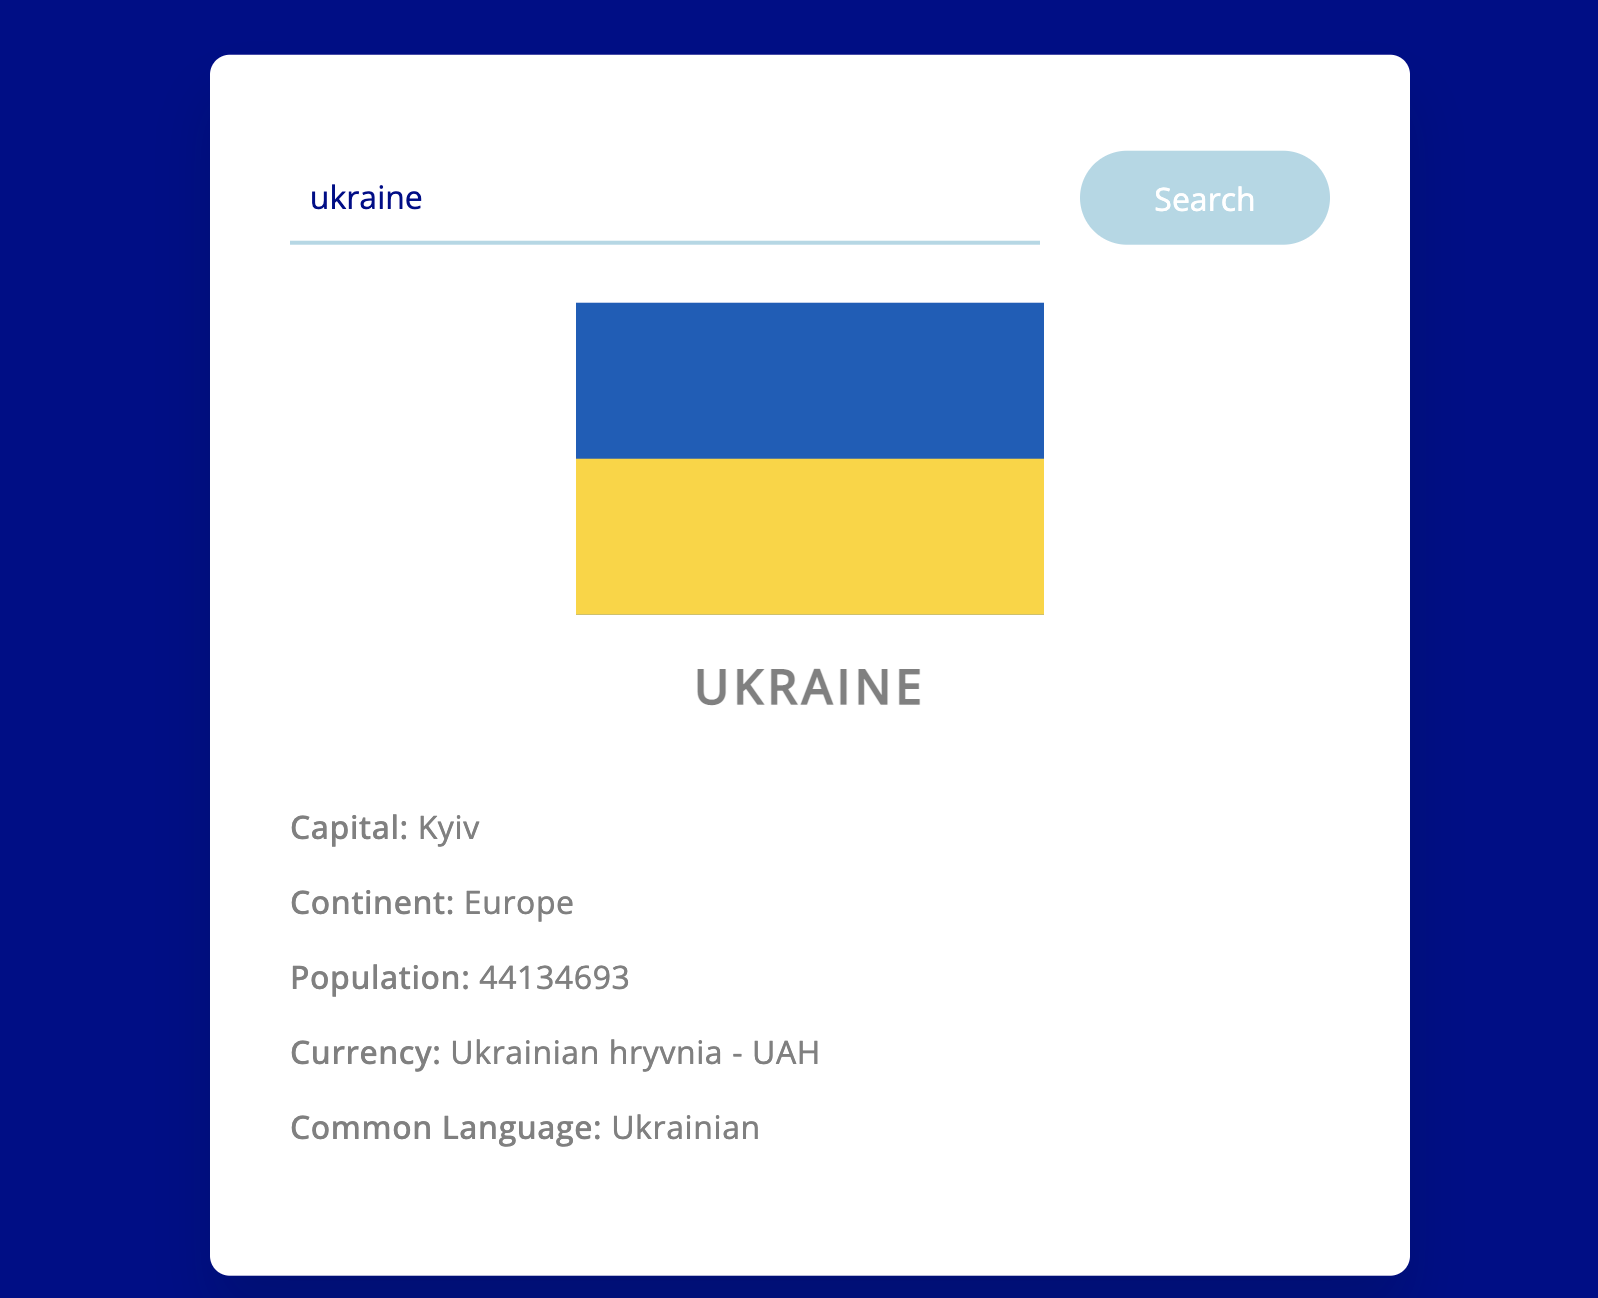 ukraine
Search
UKRAINE
Capital: Kyiv
Continent: Europe
Population: 44134693
Currency: Ukrainian hryvnia - UAH
Common Language: Ukrainian